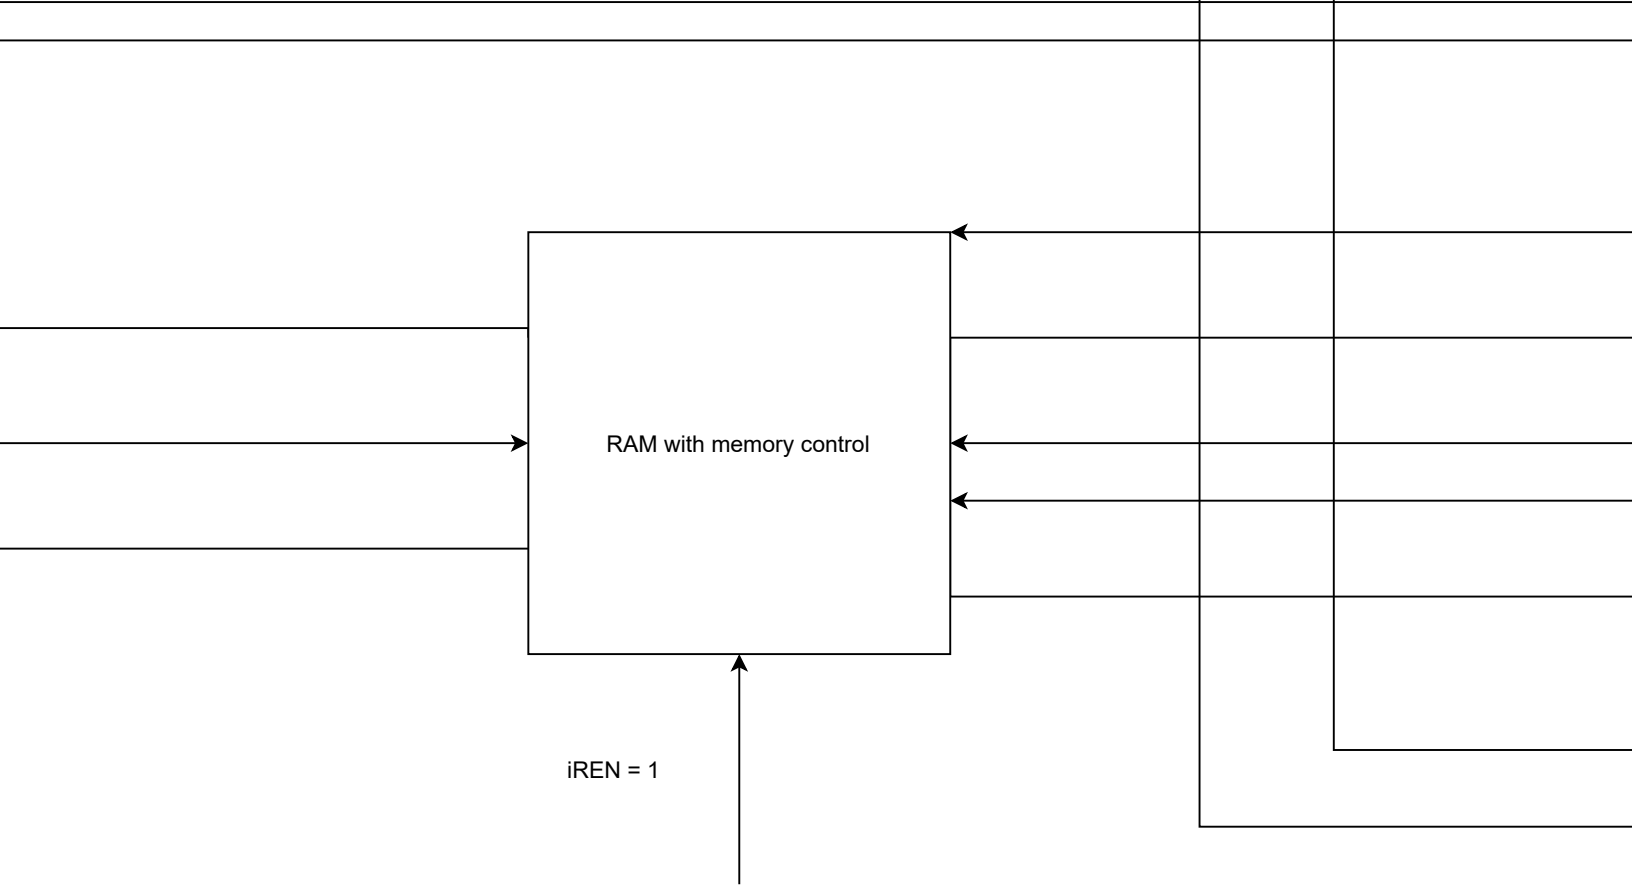 RAM with memory control
iREN = 1